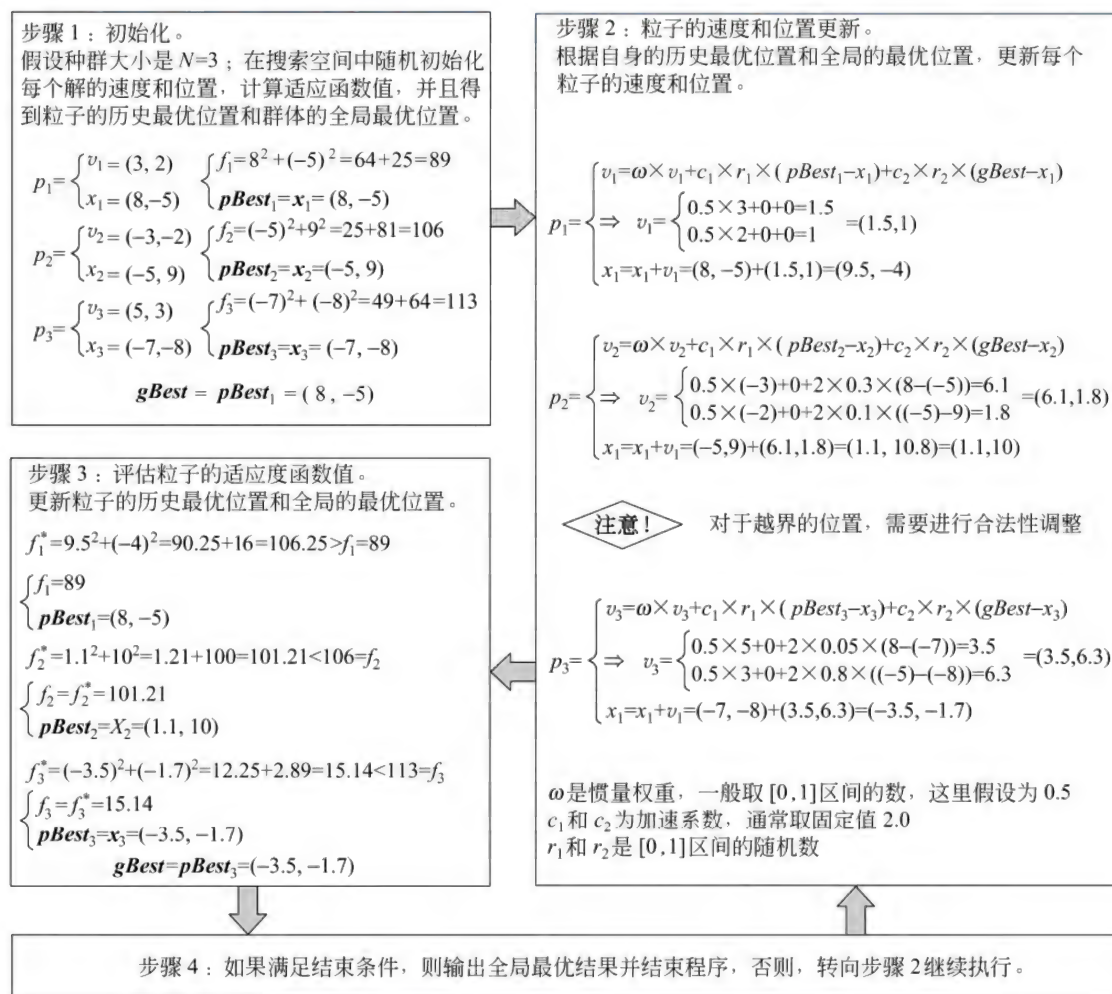 步骤 1：初始化。
假设种群大小是 N=3；在搜索空间中随机初始化
每个解的速度和位置，计算适应函数值，并且得
到粒子的历史最优位置和群体的全局最优位置。
p₁= { v₁ = (3, 2) { f₁=8²+(−5)²=64+25=89
x₁ = (8,−5) pBest₁=x₁= (8, −5)
p₂= { v₂ = (−3,−2) { f₂=(−5)²+9²=25+81=106
x₂ = (−5, 9) pBest₂=x₂=(−5, 9)
p₃= { v₃ = (5, 3) { f₃=(−7)²+ (−8)²=49+64=113
x₃ = (−7,−8) pBest₃=x₃= (−7, −8)
gBest = pBest₁ = ( 8 , −5)
步骤 2：粒子的速度和位置更新。
根据自身的历史最优位置和全局的最优位置，更新每个
粒子的速度和位置。
v₁=ω×v₁+c₁×r₁×( pBest₁−x₁)+c₂×r₂×(gBest−x₁)
p₁= { ⇒ v₁= { 0.5×3+0+0=1.5
0.5×2+0+0=1 =(1.5,1)
x₁=x₁+v₁=(8, −5)+(1.5,1)=(9.5, −4)
v₂=ω×v₂+c₁×r₁×( pBest₂−x₂)+c₂×r₂×(gBest−x₂)
p₂= { ⇒ v₂= { 0.5×(−3)+0+2×0.3×(8−(−5))=6.1
0.5×(−2)+0+2×0.1×((−5)−9)=1.8 =(6.1,1.8)
x₁=x₁+v₁=(−5,9)+(6.1,1.8)=(1.1, 10.8)=(1.1,10)
注意！ 对于越界的位置，需要进行合法性调整
v₃=ω×v₃+c₁×r₁×( pBest₃−x₃)+c₂×r₂×(gBest−x₃)
p₃= { ⇒ v₃= { 0.5×5+0+2×0.05×(8−(−7))=3.5
0.5×3+0+2×0.8×((−5)−(−8))=6.3 =(3.5,6.3)
x₁=x₁+v₁=(−7, −8)+(3.5,6.3)=(−3.5, −1.7)
ω是惯量权重，一般取 [0,1]区间的数，这里假设为 0.5
c₁和 c₂为加速系数，通常取固定值 2.0
r₁和 r₂是 [0,1]区间的随机数
步骤 3：评估粒子的适应度函数值。
更新粒子的历史最优位置和全局的最优位置。
f₁*=9.5²+(−4)²=90.25+16=106.25>f₁=89
{ f₁=89
pBest₁=(8, −5)
f₂*=1.1²+10²=1.21+100=101.21<106=f₂
{ f₂=f₂*=101.21
pBest₂=X₂=(1.1, 10)
f₃*=(−3.5)²+(−1.7)²=12.25+2.89=15.14<113=f₃
{ f₃=f₃*=15.14
pBest₃=x₃=(−3.5, −1.7)
gBest=pBest₃=(−3.5, −1.7)
步骤 4：如果满足结束条件，则输出全局最优结果并结束程序，否则，转向步骤 2继续执行。